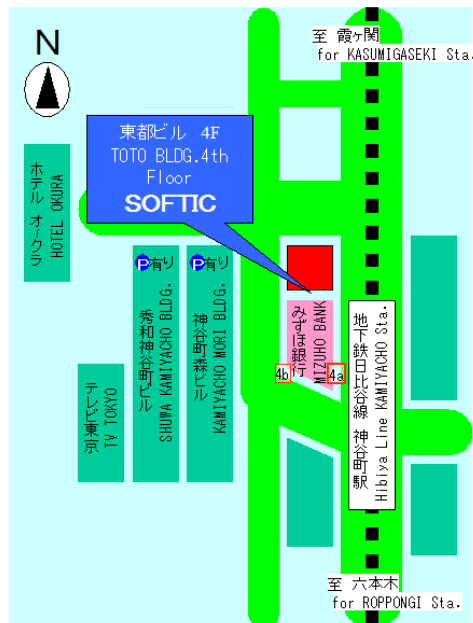 至 霞ヶ関
for KASUMIGASEKI Sta.
N
東都ビル 4F
TOTO BLDG.4th
Floor
SOFTIC
ホテル オークラ
HOTEL OKURA
P有り
P有り
秀和神谷町ビル
SHUWA KAMIYACHO BLDG.
神谷町森ビル
KAMIYACHO MORI BLDG.
みずほ銀行
MIZUHO BANK
4b
4a
地下鉄日比谷線 神谷町駅
Hibiya Line KAMIYACHO Sta.
テレビ東京
TV TOKYO
至 六本木
for ROPPONGI Sta.